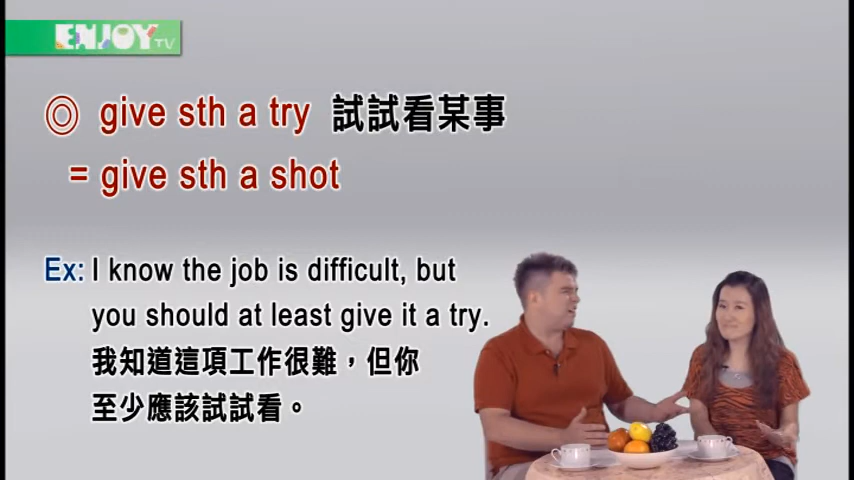 ENJOY TV
◎ give sth a try 試試看某事
= give sth a shot
Ex: I know the job is difficult, but
you should at least give it a try.
我知道這項工作很難，但你
至少應該試試看。